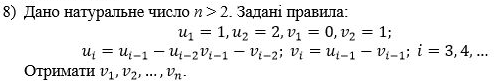 8) Дано натуральне число n > 2. Задані правила:
u₁ = 1, u₂ = 2, v₁ = 0, v₂ = 1;
uᵢ = uᵢ₋₁ − uᵢ₋₂vᵢ₋₁ − vᵢ₋₂; vᵢ = uᵢ₋₁ − vᵢ₋₁; i = 3, 4, …
Отримати v₁, v₂, … , vₙ.